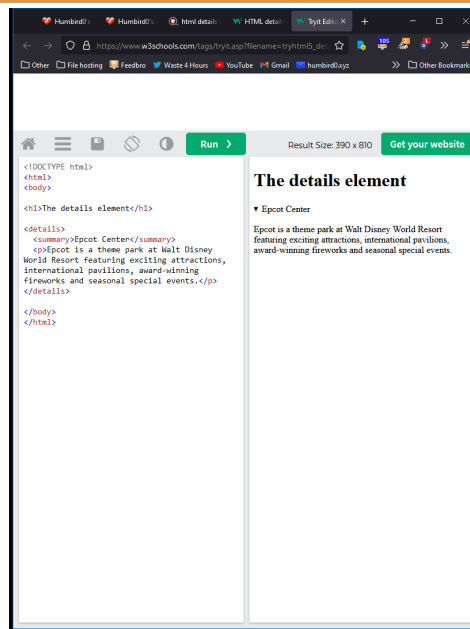 Humbird0's
Humbird0's
html details
HTML detail
Tryit Edito
https://www.w3schools.com/tags/tryit.asp?filename=tryhtml5_det
105
2
Other
File hosting
Feedbro
Waste 4 Hours
YouTube
Gmail
humbird0.xyz
Other Bookmark
Run ❯
Result Size: 390 x 810
Get your website
<!DOCTYPE html>
<html>
<body>
<h1>The details element</h1>
<details>
<summary>Epcot Center</summary>
<p>Epcot is a theme park at Walt Disney
World Resort featuring exciting attractions,
international pavilions, award-winning
fireworks and seasonal special events.</p>
</details>
</body>
</html>
The details element
▾ Epcot Center
Epcot is a theme park at Walt Disney World Resort
featuring exciting attractions, international pavilions,
award-winning fireworks and seasonal special events.